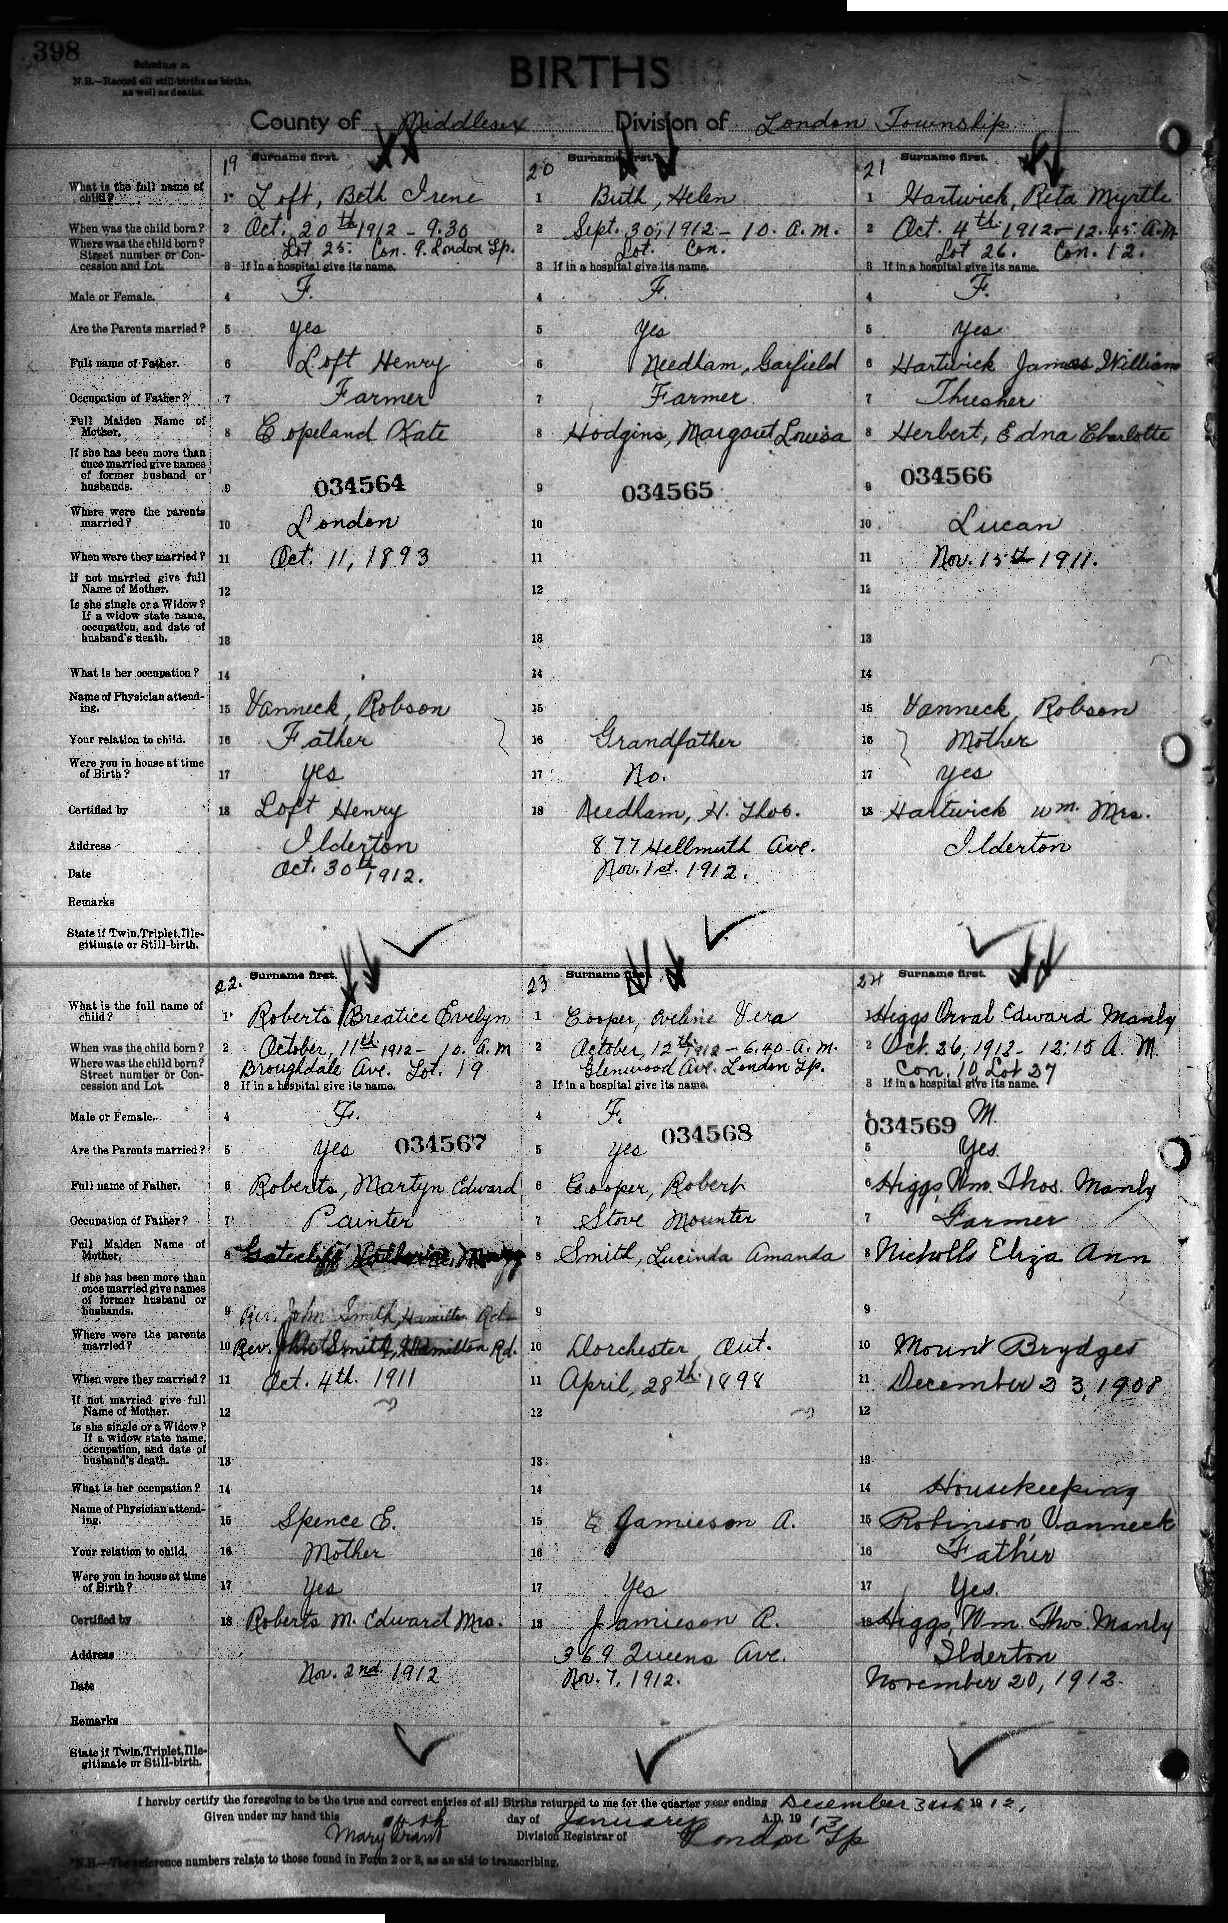 398
Schedule A.
N.B.—Record all still-births as births, as well as deaths.
BIRTHS
County of Middlesex Division of London Township
19 Surname first. 20 Surname first. 21 Surname first.
What is the full name of child? 1 Loft, Beth Irene 1 Buth, Helen 1 Hartwick, Reta Myrtle
When was the child born? 2 Oct. 20th 1912 - 9.30 2 Sept. 30, 1912 - 10. A.M. 2 Oct. 4th 1912 - 12.45 A.M
Where was the child born? Street number or Concession and Lot. Lot 25. Con. 9. London Tp. Lot. Con. Lot 26. Con. 12.
3 If in a hospital give its name. 3 If in a hospital give its name. 3 If in a hospital give its name.
Male or Female. 4 F. 4 F. 4 F.
Are the Parents married? 5 yes 5 yes 5 yes
Full name of Father. 6 Loft Henry 6 Needham, Garfield 6 Hartwick James William
Occupation of Father? 7 Farmer 7 Farmer 7 Thresher
Full Maiden Name of Mother. 8 Copeland Kate 8 Hodgins, Margaret Louisa 8 Herbert, Edna Charlotte
If she has been more than once married give names of former husband or husbands. 9 034564 9 034565 9 034566
Where were the parents married? 10 London 10 10 Lucan
When were they married? 11 Oct. 11, 1893 11 11 Nov. 15th 1911.
If not married give full Name of Mother. 12 12 12
Is she single or a Widow? If a widow state name, occupation, and date of husband's death. 13 13 13
What is her occupation? 14 14 14
Name of Physician attending. 15 Vanneck, Robson 15 15 Vanneck, Robson
Your relation to child. 16 Father 16 Grandfather 16 Mother
Were you in house at time of Birth? 17 yes 17 No. 17 yes
Certified by 18 Loft Henry 18 Needham, H. Thos. 18 Hartwick Wm. Mrs.
Address Ilderton 877 Hellmuth Ave. Ilderton
Date Oct. 30th 1912. Nov. 1st. 1912.
Remarks
State if Twin, Triplet, Illegitimate or Still-birth.
22. Surname first. 23 Surname first. 24 Surname first.
What is the full name of child? 1 Roberts Breatice Evelyn 1 Cooper, Oveline Vera 1 Higgs Orval Edward Manly
When was the child born? 2 October, 11th 1912 - 10. A.M 2 October, 12th 1912 - 6.40. A.M. 2 Oct. 26, 1912 - 12:15 A.M.
Where was the child born? Street number or Concession and Lot. Broughdale Ave. Lot. 19 Glenwood Ave. London Tp. Con. 10, Lot 27
3 If in a hospital give its name. 3 If in a hospital give its name. 3 If in a hospital give its name.
Male or Female. 4 F. 4 F. 4 M.
034567 034568 034569
Are the Parents married? 5 yes 5 yes 5 Yes.
Full name of Father. 6 Roberts, Martyn Edward 6 Cooper, Robert 6 Higgs, Wm. Thos. Manly
Occupation of Father? 7 Painter 7 Stove Mounter 7 Farmer
Full Maiden Name of Mother. 8 8 Smith, Lucinda Amanda 8 Nicholls Eliza Ann
If she has been more than once married give names of former husband or husbands. 9 Rev. John Smith, Hamilton Rd. 9 9
Where were the parents married? 10 Rev. John Smith, Hamilton Rd. 10 Dorchester, Ont. 10 Mount Brydges
When were they married? 11 Oct. 4th. 1911 11 April, 28th. 1898 11 December 23, 1908
If not married give full Name of Mother. 12 12 12
Is she single or a Widow? If a widow state name, occupation, and date of husband's death. 13 13 13
What is her occupation? 14 14 14 Housekeeping
Name of Physician attending. 15 Spence E. 15 Jamieson A. 15 Robinson, Vanneck
Your relation to child. 16 Mother 16 16 Father
Were you in house at time of Birth? 17 Yes 17 Yes 17 Yes.
Certified by 18 Roberts M. Edward Mrs. 18 Jamieson A. 18 Higgs, Wm. Thos. Manly
Address 369 Queens Ave. Ilderton
Date Nov. 2nd. 1912 Nov. 7, 1912. November 20, 1912.
Remarks
State if Twin, Triplet, Illegitimate or Still-birth.
I hereby certify the foregoing to be the true and correct entries of all Births returned to me for the quarter year ending December 31st 1912.
Given under my hand this day of January A.D. 1913
Mary Grant Division Registrar of London Tp
*N.B.—The reference numbers relate to those found in Form 2 or 3, as an aid to transcribing.